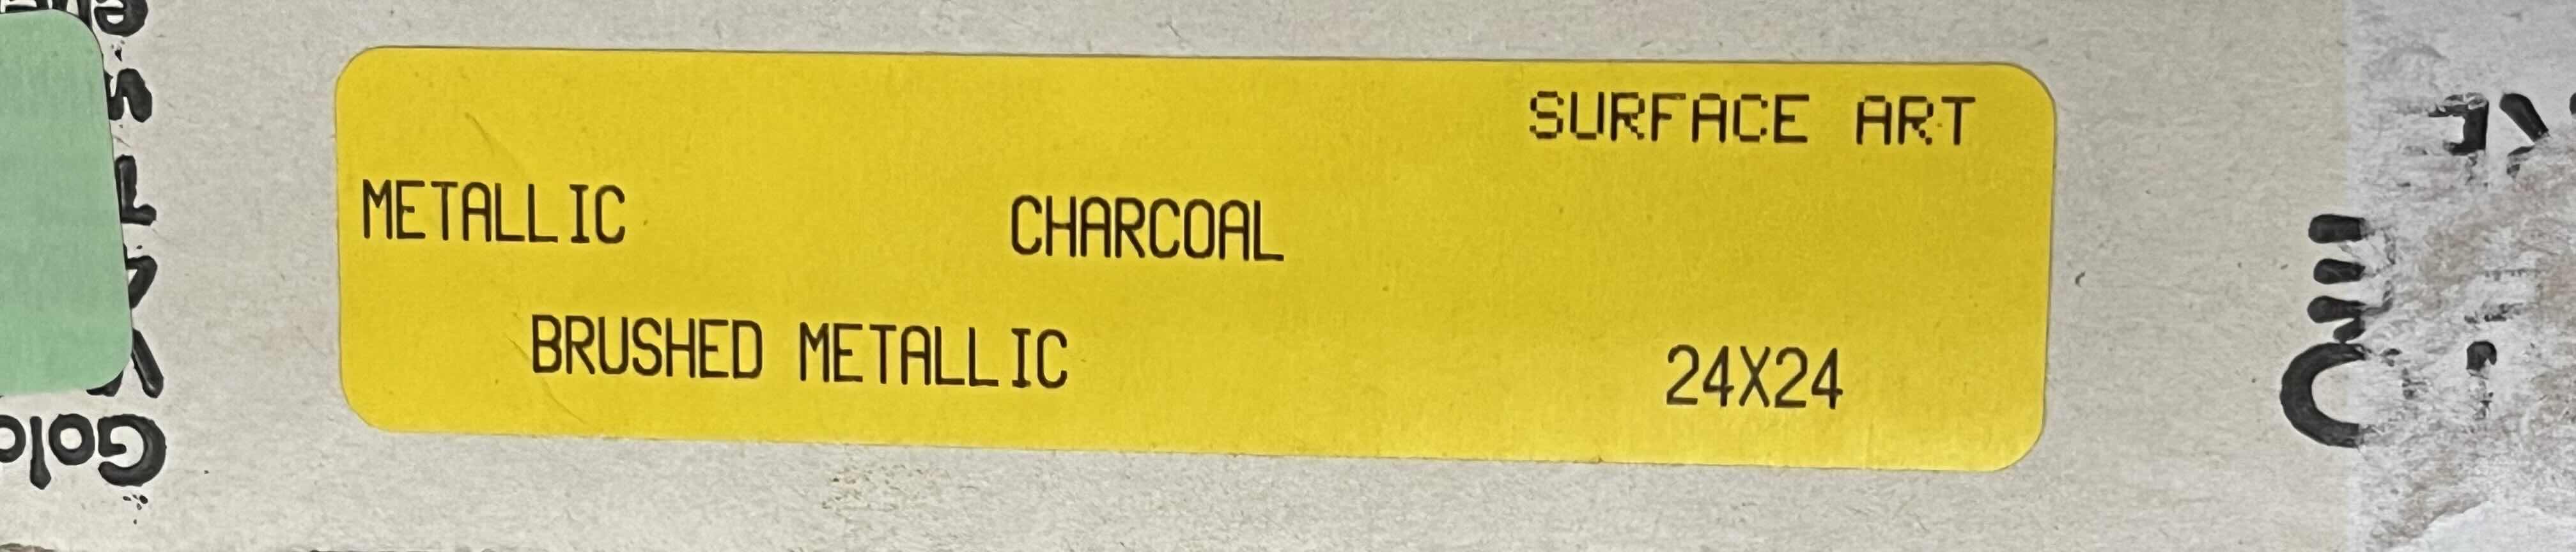 SURFACE ART
METALLIC CHARCOAL
BRUSHED METALLIC 24X24